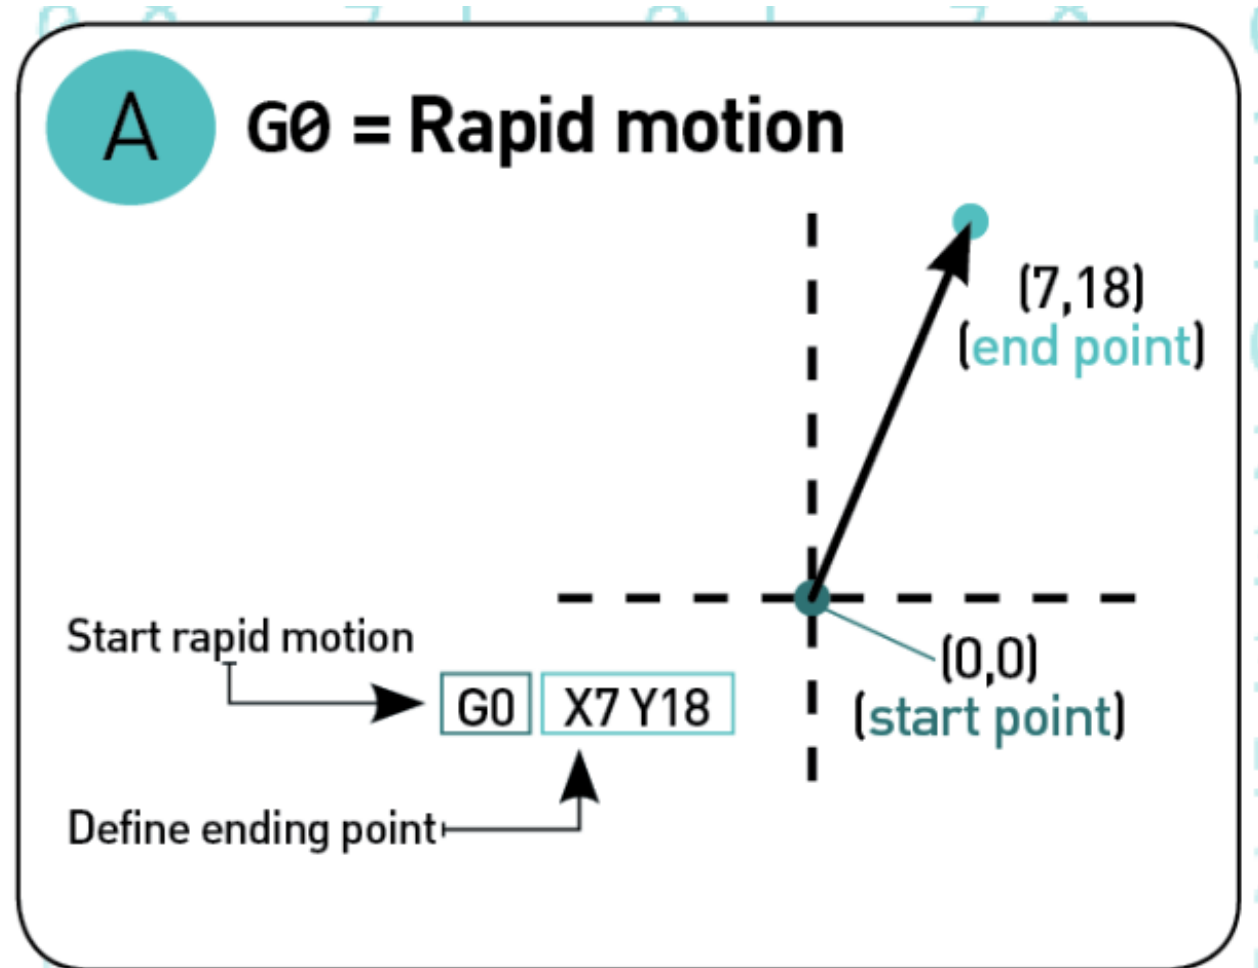 A
G0 = Rapid motion
(7,18)
(end point)
Start rapid motion
(0,0)
G0 X7 Y18
(start point)
Define ending point